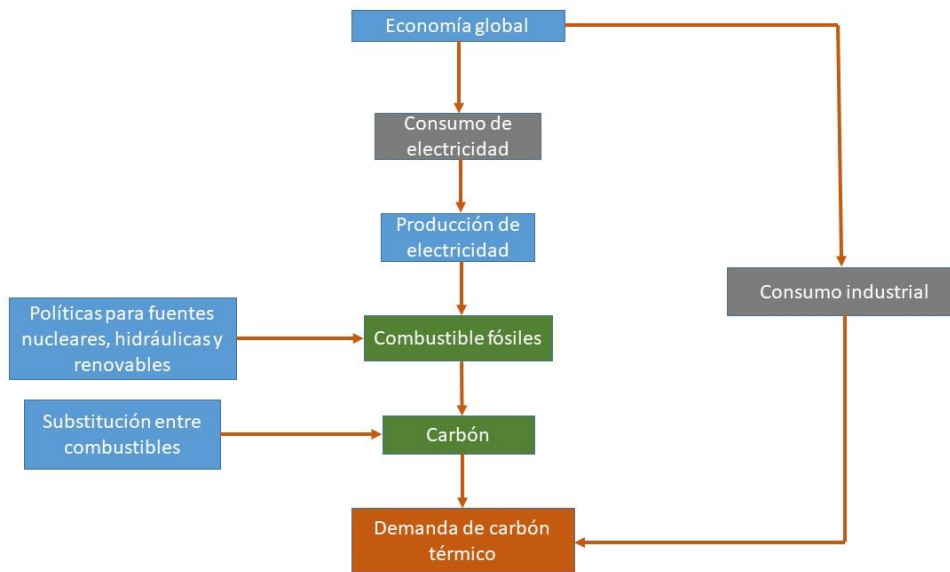 Economía global
Consumo de
electricidad
Producción de
electricidad
Consumo industrial
Políticas para fuentes
nucleares, hidráulicas y
renovables
Combustible fósiles
Substitución entre
combustibles
Carbón
Demanda de carbón
térmico